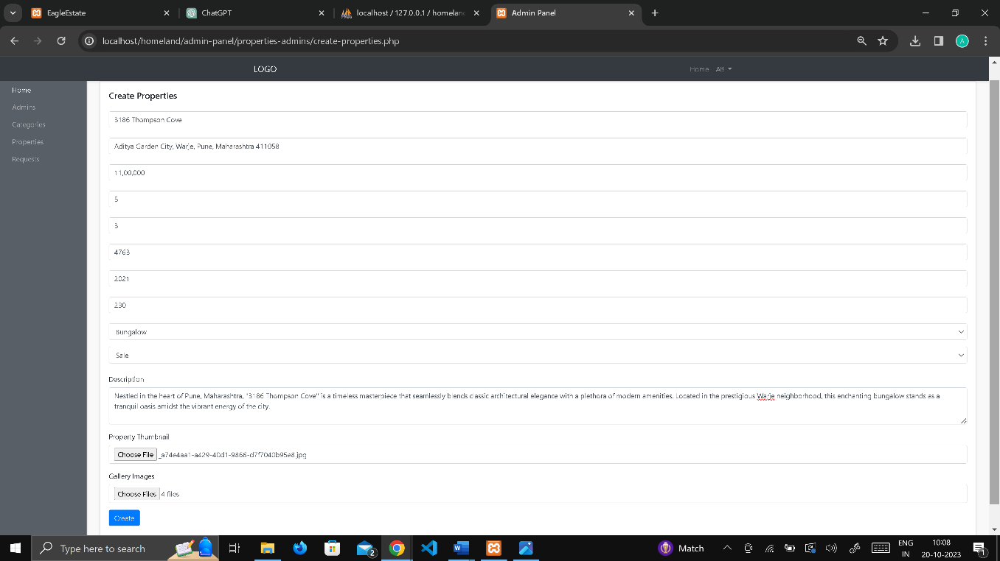 EagleEstate
ChatGPT
localhost / 127.0.0.1 / homeland
Admin Panel
localhost/homeland/admin-panel/properties-admins/create-properties.php
A
LOGO
Home AB
Home
Admins
Categories
Properties
Requests
Create Properties
3186 Thompson Cove
Aditya Garden City, Warje, Pune, Maharashtra 411058
11,00,000
5
3
4763
2021
230
Bungalow
Sale
Description
Nestled in the heart of Pune, Maharashtra, "3186 Thompson Cove" is a timeless masterpiece that seamlessly blends classic architectural elegance with a plethora of modern amenities. Located in the prestigious Warje neighborhood, this enchanting bungalow stands as a
tranquil oasis amidst the vibrant energy of the city.
Property Thumbnail
Choose File _a74e4aa1-a429-40d1-9866-d7f7040b95e8.jpg
Gallery Images
Choose Files 4 files
Create
Type here to search
2
Match
ENG
IN
10:08
20-10-2023
1